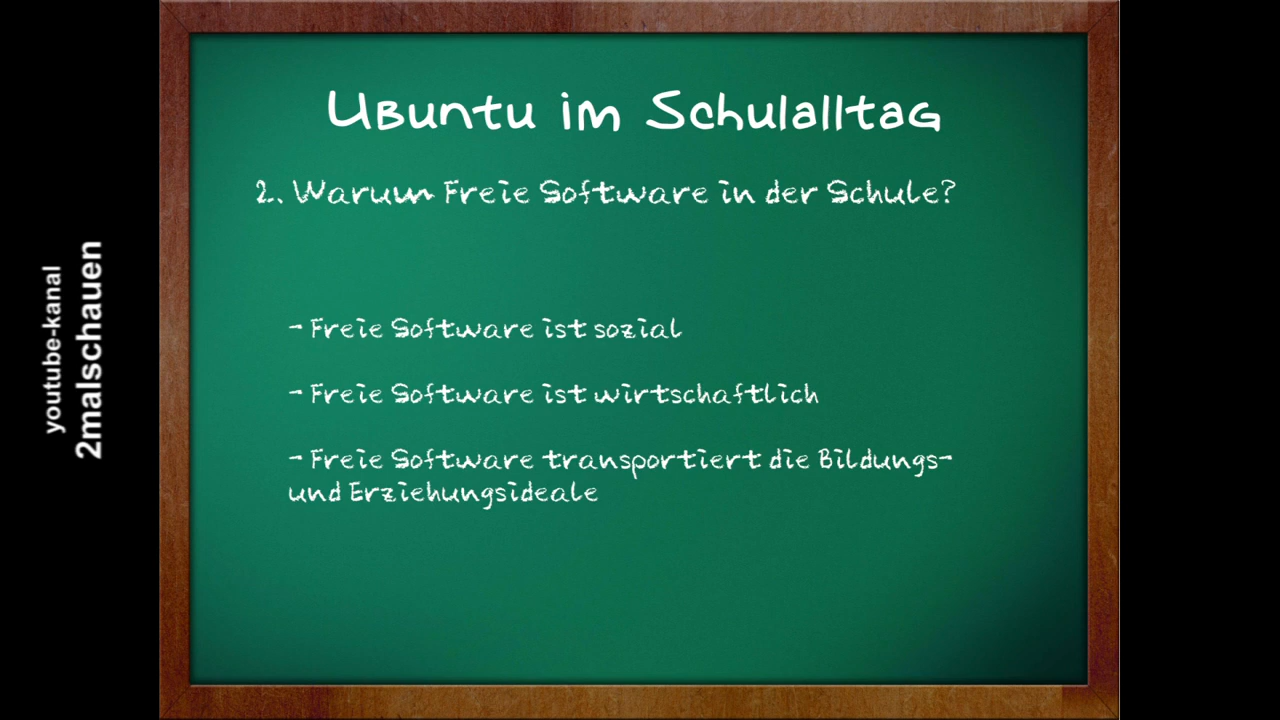 Ubuntu im Schulalltag
2. Warum Freie Software in der Schule?
- Freie Software ist sozial
- Freie Software ist wirtschaftlich
- Freie Software transportiert die Bildungs-
und Erziehungsideale
youtube-kanal
2malschauen